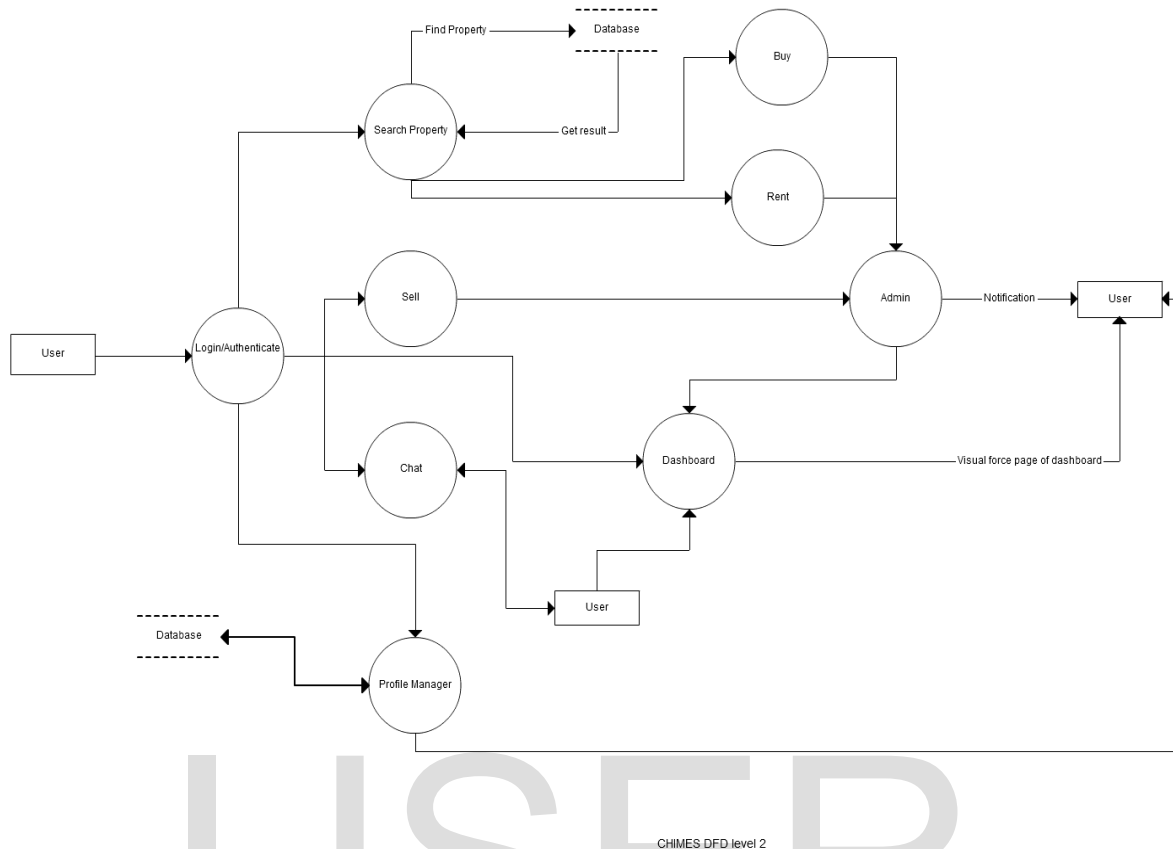 Find Property
Database
Buy
Search Property
Get result
Rent
Sell
Admin
Notification
User
User
Login/Authenticate
Chat
Dashboard
Visual force page of dashboard
User
Database
Profile Manager
USER
CHIMES DFD level 2